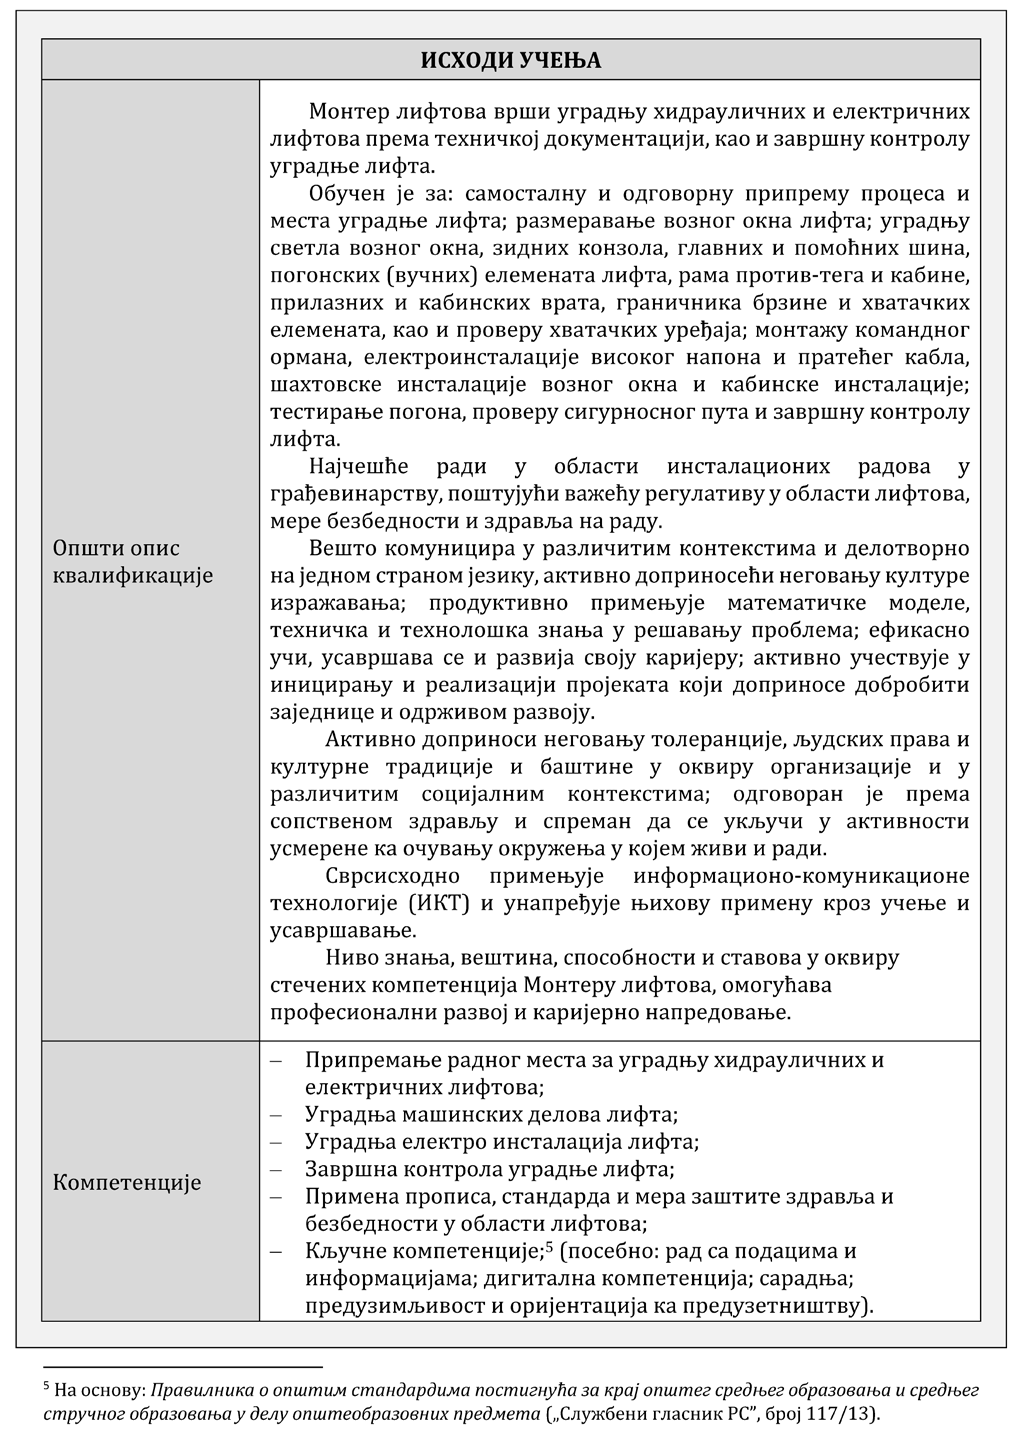 ИСХОДИ УЧЕЊА
Општи опис
квалификације
Монтер лифтова врши уградњу хидрауличних и електричних
лифтова према техничкој документацији, као и завршну контролу
уградње лифта.
Обучен је за: самосталну и одговорну припрему процеса и
места уградње лифта; размеравање возног окна лифта; уградњу
светла возног окна, зидних конзола, главних и помоћних шина,
погонских (вучних) елемената лифта, рама против-тега и кабине,
прилазних и кабинских врата, граничника брзине и хватачких
елемената, као и проверу хватачких уређаја; монтажу командног
ормана, електроинсталације високог напона и пратећег кабла,
шахтовске инсталације возног окна и кабинске инсталације;
тестирање погона, проверу сигурносног пута и завршну контролу
лифта.
Најчешће ради у области инсталационих радова у
грађевинарству, поштујући важећу регулативу у области лифтова,
мере безбедности и здравља на раду.
Вешто комуницира у различитим контекстима и делотворно
на једном страном језику, активно доприносећи неговању културе
изражавања; продуктивно примењује математичке моделе,
техничка и технолошка знања у решавању проблема; ефикасно
учи, усавршава се и развија своју каријеру; активно учествује у
иницирању и реализацији пројеката који доприносе добробити
заједнице и одрживом развоју.
Активно доприноси неговању толеранције, људских права и
културне традиције и баштине у оквиру организације и у
различитим социјалним контекстима; одговоран је према
сопственом здрављу и спреман да се укључи у активности
усмерене ка очувању окружења у којем живи и ради.
Сврсисходно примењује информационо-комуникационе
технологије (ИКТ) и унапређује њихову примену кроз учење и
усавршавање.
Ниво знања, вештина, способности и ставова у оквиру
стечених компетенција Монтеру лифтова, омогућава
професионални развој и каријерно напредовање.
Компетенције
– Припремање радног места за уградњу хидрауличних и
електричних лифтова;
– Уградња машинских делова лифта;
– Уградња електро инсталација лифта;
– Завршна контрола уградње лифта;
– Примена прописа, стандарда и мера заштите здравља и
безбедности у области лифтова;
– Кључне компетенције;⁵ (посебно: рад са подацима и
информацијама; дигитална компетенција; сарадња;
предузимљивост и оријентација ка предузетништву).
⁵ На основу: Правилника о општим стандардима постигнућа за крај општег средњег образовања и средњег
стручног образовања у делу општеобразовних предмета („Службени гласник РС”, број 117/13).